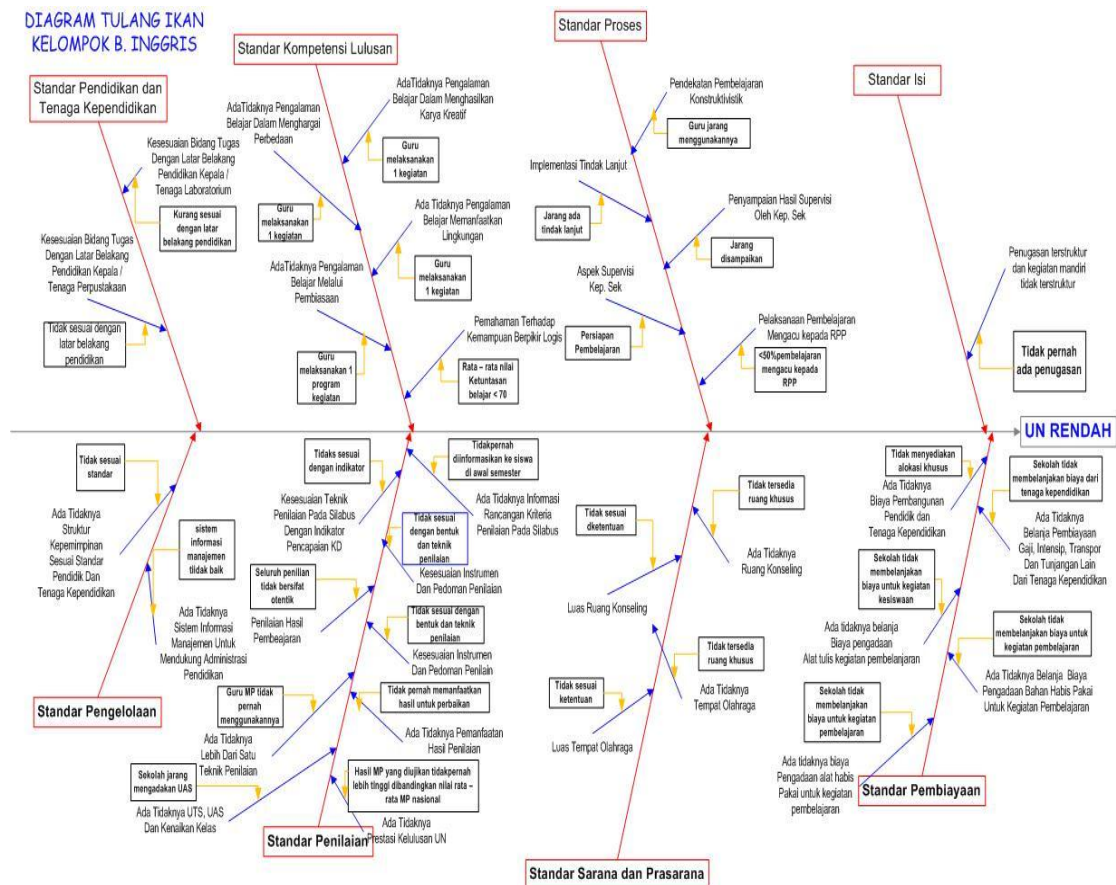 DIAGRAM TULANG IKAN
KELOMPOK B. INGGRIS
Standar Pendidikan dan
Tenaga Kependidikan
Kesesuaian Bidang Tugas
Dengan Latar Belakang
Pendidikan Kepala /
Tenaga Laboratorium
Kurang sesuai
dengan latar
belakang pendidikan
Kesesuaian Bidang Tugas
Dengan Latar Belakang
Pendidikan Kepala /
Tenaga Perpustakaan
Tidak sesuai dengan
latar belakang
pendidikan
Standar Kompetensi Lulusan
AdaTidaknya Pengalaman
Belajar Dalam Menghasilkan
Karya Kreatif
Guru
melaksanakan
1 kegiatan
AdaTidaknya Pengalaman
Belajar Dalam Menghargai
Perbedaan
Guru
melaksanakan
1 kegiatan
Ada Tidaknya Pengalaman
Belajar Memanfaatkan
Lingkungan
Guru
melaksanakan
1 kegiatan
AdaTidaknya Pengalaman
Belajar Melalui
Pembiasaan
Guru
melaksanakan 1
program
kegiatan
Pemahaman Terhadap
Kemampuan Berpikir Logis
Rata – rata nilai
Ketuntasan
belajar < 70
Standar Proses
Pendekatan Pembelajaran
Konstruktivistik
Guru jarang
menggunakannya
Implementasi Tindak Lanjut
Jarang ada
tindak lanjut
Penyampaian Hasil Supervisi
Oleh Kep. Sek
Jarang
disampaikan
Aspek Supervisi
Kep. Sek
Persiapan
Pembelajaran
Pelaksanaan Pembelajaran
Mengacu kepada RPP
<50%pembelajaran
mengacu kepada
RPP
Standar Isi
Penugasan terstruktur
dan kegiatan mandiri
tidak terstruktur
Tidak pernah
ada penugasan
UN RENDAH
Tidak sesuai
standar
Ada Tidaknya
Struktur
Kepemimpinan
Sesuai Standar
Pendidik Dan
Tenaga Kependidikan
sistem
informasi
manajemen
tiidak baik
Ada Tidaknya
Sistem Informasi
Manajemen Untuk
Mendukung Administrasi
Pendidikan
Standar Pengelolaan
Tidaks sesuai
dengan indikator
Kesesuaian Teknik
Penilaian Pada Silabus
Dengan Indikator
Pencapaian KD
Tidakpernah
diinformasikan ke siswa
di awal semester
Ada Tidaknya Informasi
Rancangan Kriteria
Penilaian Pada Silabus
Tidak sesuai
dengan bentuk
dan teknik
penilaian
Kesesuaian Instrumen
Dan Pedoman Penilaian
Seluruh penilian
tidak bersifat
otentik
Penilaian Hasil
Pembeajaran
Tidak sesuai dengan
bentuk dan teknik
penilaian
Kesesuaian Instrumen
Dan Pedoman Penilain
Guru MP tidak
pernah
menggunakannya
Ada Tidaknya
Lebih Dari Satu
Teknik Penilaian
Tidak pernah memanfaatkan
hasil untuk perbaikan
Ada Tidaknya Pemanfaatan
Hasil Penilaian
Sekolah jarang
mengadakan UAS
Ada Tidaknya UTS, UAS
Dan Kenaikan Kelas
Hasil MP yang diujikan tidakpernah
lebih tinggi dibandingkan nilai rata –
rata MP nasional
Ada Tidaknya
Prestasi Kelulusan UN
Standar Penilaian
Tidak sesuai
dketentuan
Luas Ruang Konseling
Tidak tersedia
ruang khusus
Ada Tidaknya
Ruang Konseling
Tidak sesuai
ketentuan
Luas Tempat Olahraga
Tidak tersedia
ruang khusus
Ada Tidaknya
Tempat Olahraga
Standar Sarana dan Prasarana
Tidak menyediakan
alokasi khusus
Ada Tidaknya
Biaya Pembangunan
Pendidik dan
Tenaga Kependidikan
Sekolah tidak
membelanjakan biaya dari
tenaga kependidikan
Ada Tidaknya
Belanja Pembiayaan
Gaji, Intensip, Transpor
Dan Tunjangan Lain
Dari Tenaga Kependidikan
Sekolah tidak
membelanjakan
biaya untuk kegiatan
kesiswaan
Ada tidaknya belanja
Biaya pengadaan
Alat tulis kegiatan pembelanjaran
Sekolah tidak
membelanjakan biaya untuk
kegiatan pembelajaran
Ada Tidaknya Belanja Biaya
Pengadaan Bahan Habis Pakai
Untuk Kegiatan Pembelajaran
Sekolah tidak
membelanjakan
biaya untuk kegiatan
pembelajaran
Ada tidaknya biaya
Pengadaan alat habis
Pakai untuk kegiatan
pembelajaran
Standar Pembiayaan